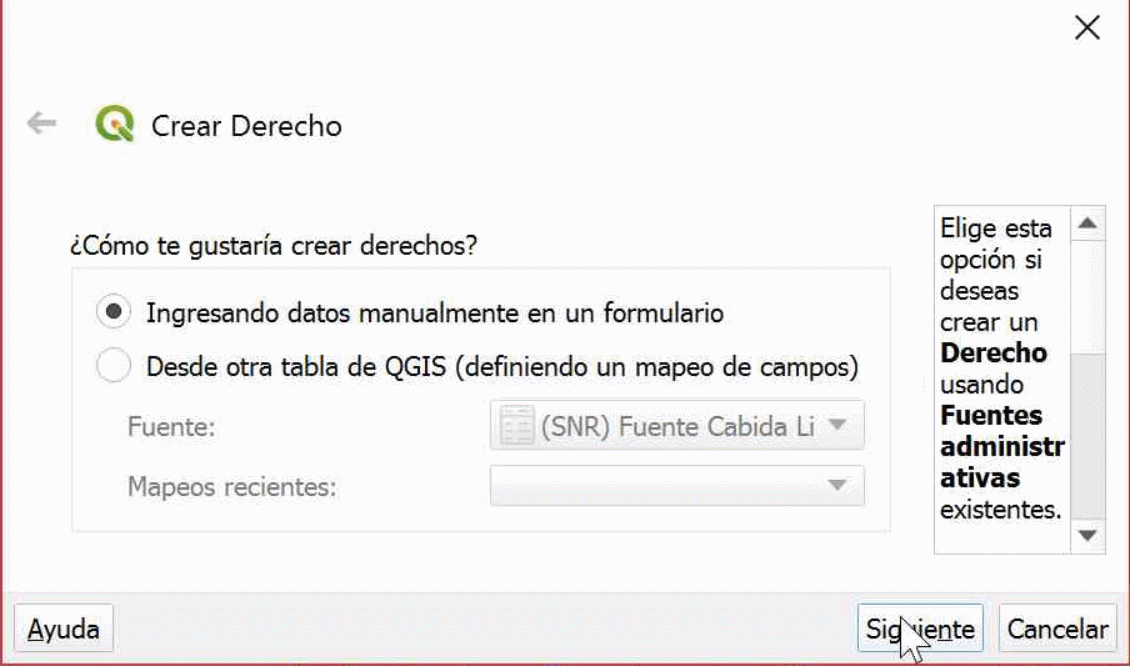 Crear Derecho
¿Cómo te gustaría crear derechos?
Ingresando datos manualmente en un formulario
Desde otra tabla de QGIS (definiendo un mapeo de campos)
Fuente:
(SNR) Fuente Cabida Li
Mapeos recientes:
Elige esta
opción si
deseas
crear un
Derecho
usando
Fuentes
administr
ativas
existentes.
Ayuda
Siguiente
Cancelar